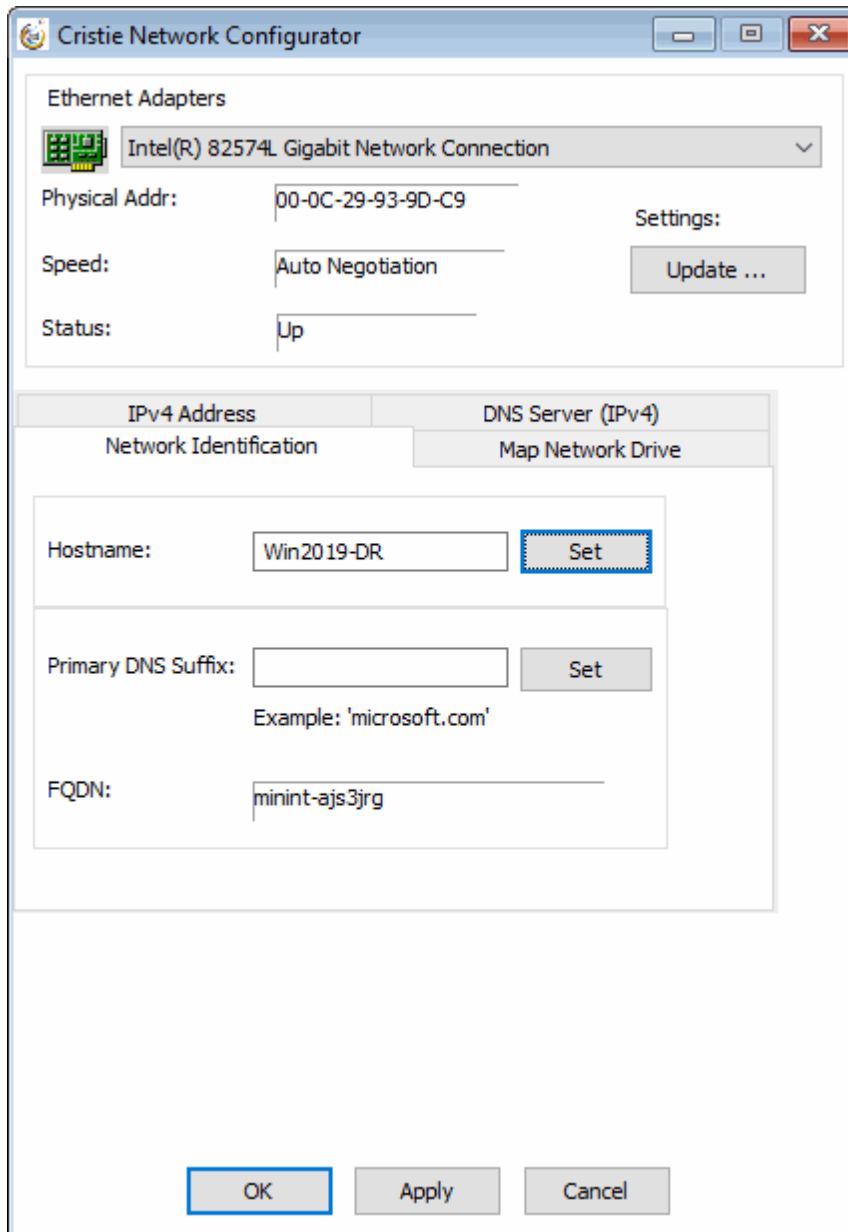 Cristie Network Configurator
Ethernet Adapters
Intel(R) 82574L Gigabit Network Connection
Physical Addr: 00-0C-29-93-9D-C9
Settings:
Speed: Auto Negotiation
Update ...
Status: Up
IPv4 Address DNS Server (IPv4)
Network Identification Map Network Drive
Hostname: Win2019-DR Set
Primary DNS Suffix: Set
Example: 'microsoft.com'
FQDN: minint-ajs3jrg
OK Apply Cancel